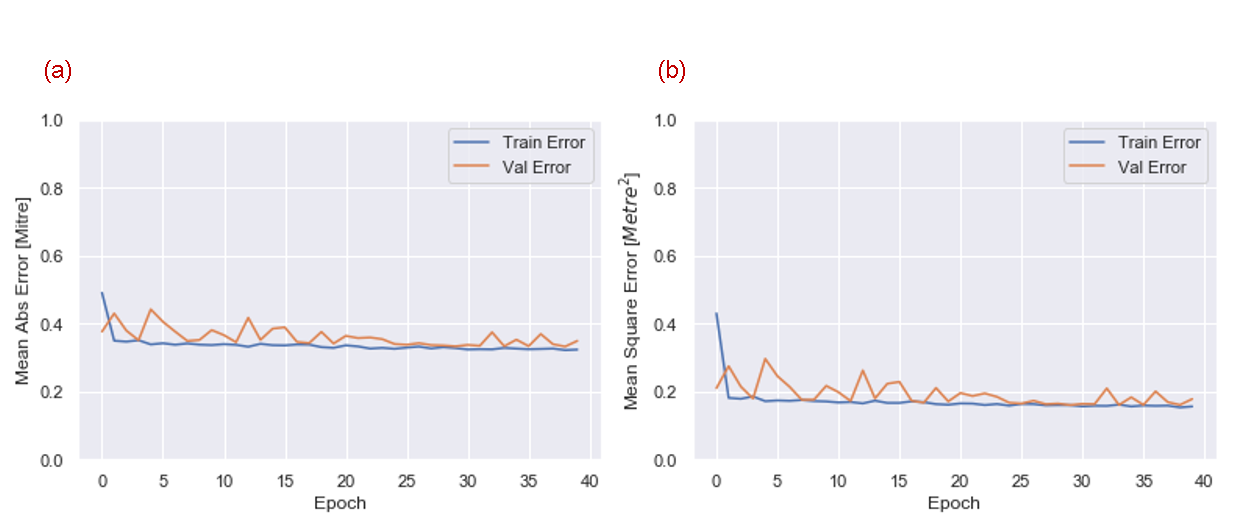 (a)
(b)
1.0
0.8
0.6
0.4
0.2
0.0
Mean Abs Error [Mitre]
Train Error
Val Error
0 5 10 15 20 25 30 35 40
Epoch
1.0
0.8
0.6
0.4
0.2
0.0
Mean Square Error [Metre²]
Train Error
Val Error
0 5 10 15 20 25 30 35 40
Epoch